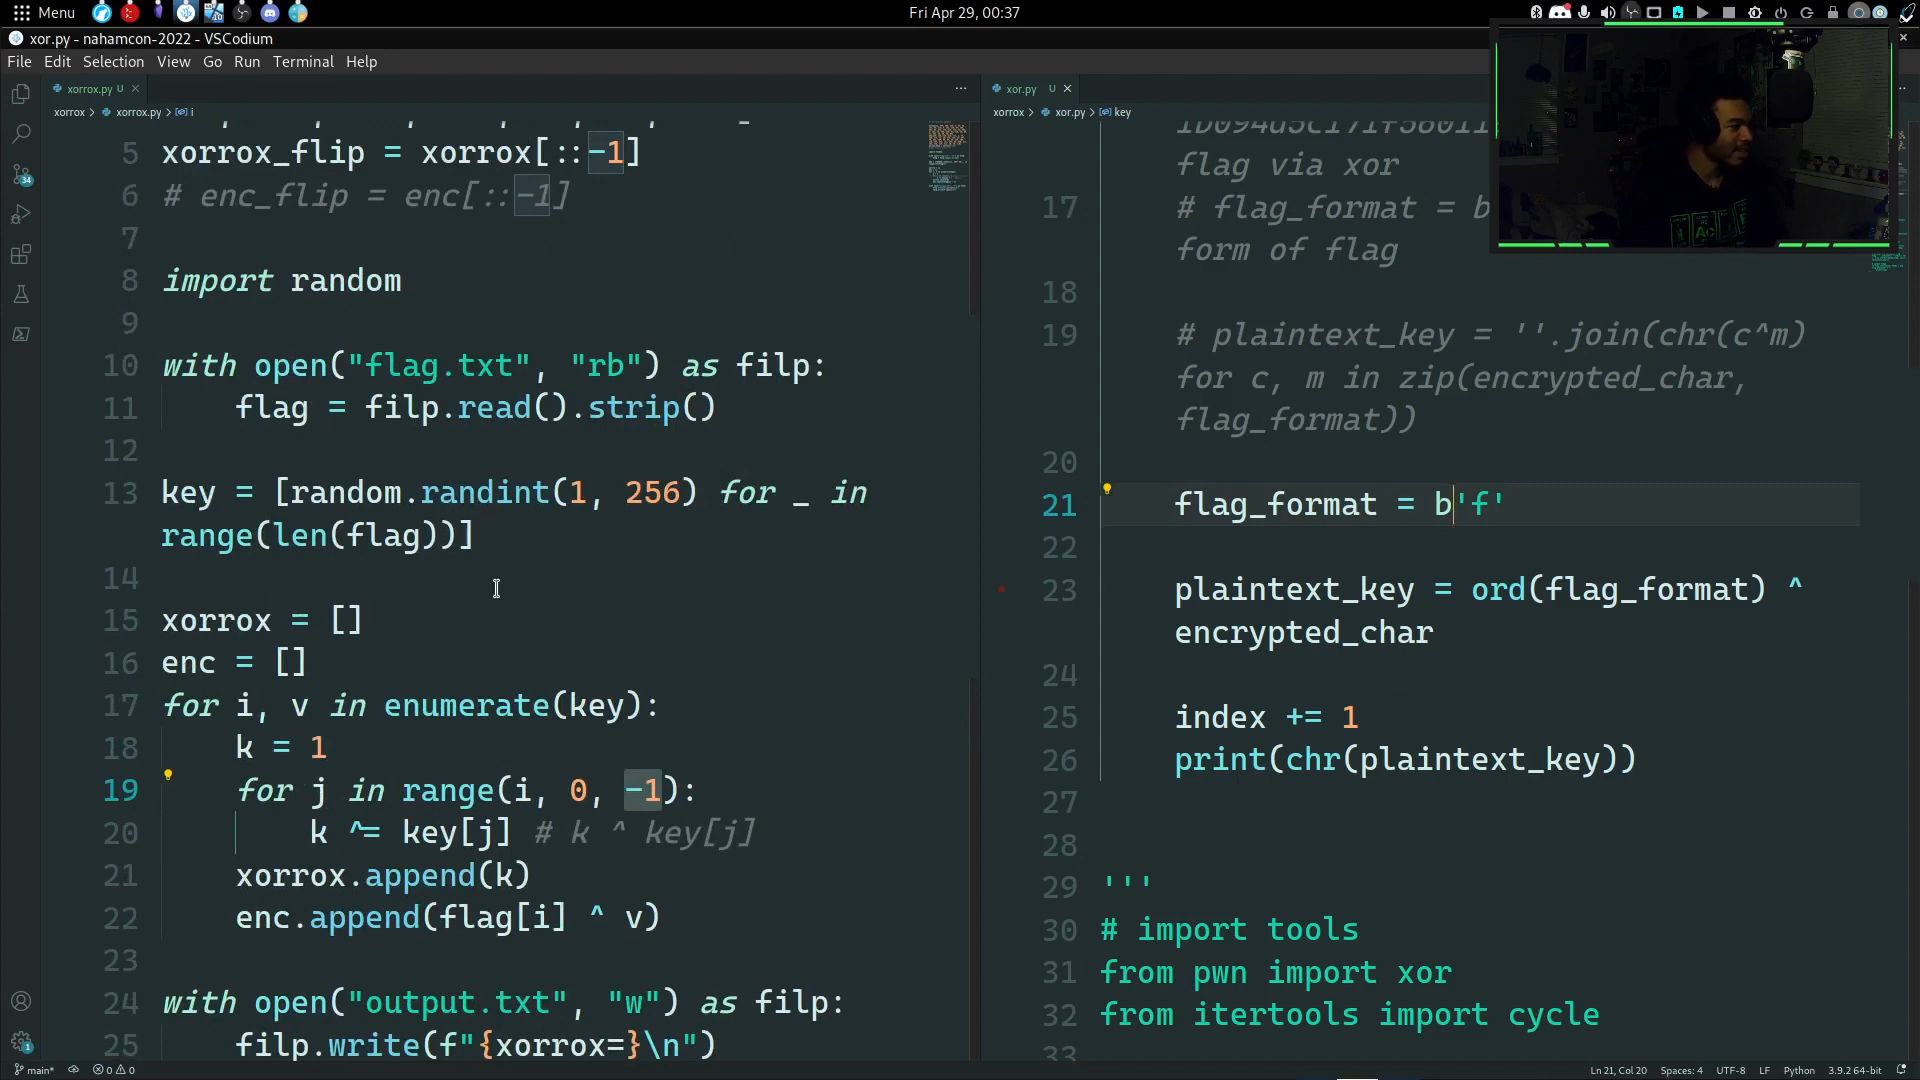 Menu
Fri Apr 29, 00:37
xor.py - nahamcon-2022 - VSCodium
File Edit Selection View Go Run Terminal Help
xorrox.py U
xorrox > xorrox.py > i
5 xorrox_flip = xorrox[::-1]
6 # enc_flip = enc[::-1]
7
8 import random
9
10 with open("flag.txt", "rb") as filp:
11 flag = filp.read().strip()
12
13 key = [random.randint(1, 256) for _ in
range(len(flag))]
14
15 xorrox = []
16 enc = []
17 for i, v in enumerate(key):
18 k = 1
19 for j in range(i, 0, -1):
20 k ^= key[j] # k ^ key[j]
21 xorrox.append(k)
22 enc.append(flag[i] ^ v)
23
24 with open("output.txt", "w") as filp:
25 filp.write(f"{xorrox=}\n")
xor.py U
xorrox > xor.py > key
flag via xor
17 # flag_format = b
form of flag
18
19 # plaintext_key = ''.join(chr(c^m)
for c, m in zip(encrypted_char,
flag_format))
20
21 flag_format = b'f'
22
23 plaintext_key = ord(flag_format) ^
encrypted_char
24
25 index += 1
26 print(chr(plaintext_key))
27
28
29 '''
30 # import tools
31 from pwn import xor
32 from itertools import cycle
33
34
1
main*
0 0
Ln 21, Col 20 Spaces: 4 UTF-8 LF Python 3.9.2 64-bit